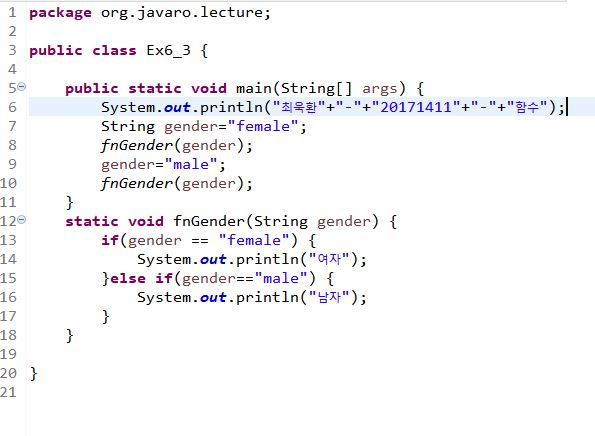 1 package org.javaro.lecture;
2
3 public class Ex6_3 {
4
5 public static void main(String[] args) {
6 System.out.println("최욱환"+"-"+"20171411"+"-"+"함수");
7 String gender="female";
8 fnGender(gender);
9 gender="male";
10 fnGender(gender);
11 }
12 static void fnGender(String gender) {
13 if(gender == "female") {
14 System.out.println("여자");
15 }else if(gender=="male") {
16 System.out.println("남자");
17 }
18 }
19
20 }
21